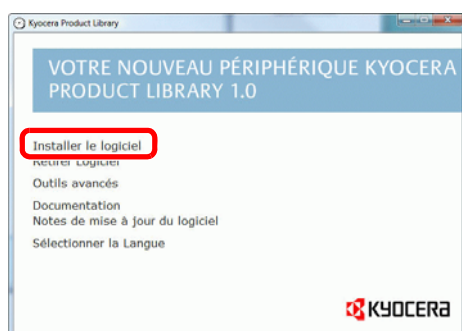 Kyocera Product Library
VOTRE NOUVEAU PÉRIPHÉRIQUE KYOCERA
PRODUCT LIBRARY 1.0
Installer le logiciel
Retirer Logiciel
Outils avancés
Documentation
Notes de mise à jour du logiciel
Sélectionner la Langue
KYOCERA